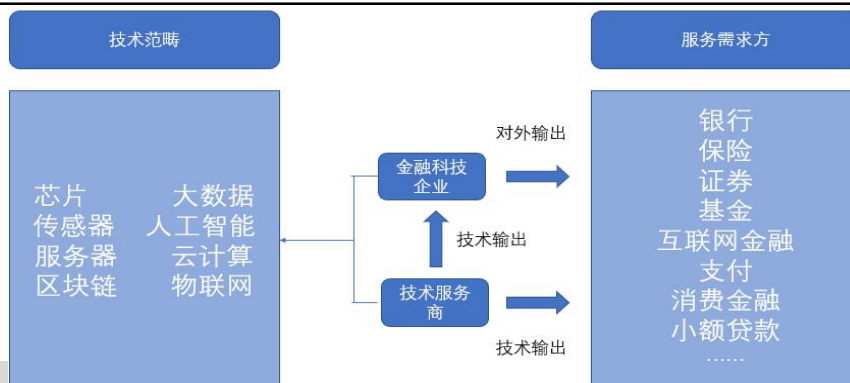 技术范畴
服务需求方
芯片 大数据
传感器 人工智能
服务器 云计算
区块链 物联网
金融科技
企业
对外输出
技术输出
技术服务
商
技术输出
银行
保险
证券
基金
互联网金融
支付
消费金融
小额贷款
……